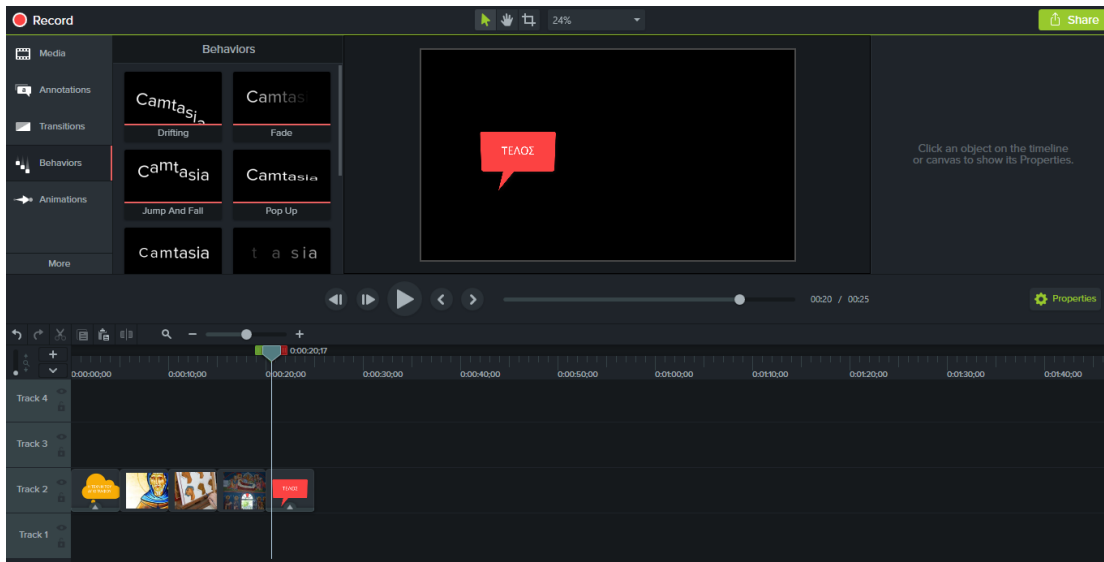 Record
24%
Share
Media
Annotations
Transitions
Behaviors
Animations
More
Behaviors
Camtasia
Drifting
Camtas
Fade
Camtasia
Jump And Fall
Camtasia
Pop Up
Camtasia
t a sia
ΤΕΛΟΣ
Click an object on the timeline
or canvas to show its Properties.
00:20 / 00:25
Properties
0:00:20;17
0:00:00;00
0:00:10;00
0:00:20;00
0:00:30;00
0:00:40;00
0:00:50;00
0:01:00;00
0:01:10;00
0:01:20;00
0:01:30;00
0:01:40;00
Track 4
Track 3
Track 2
ΤΕΛΟΣ
Track 1